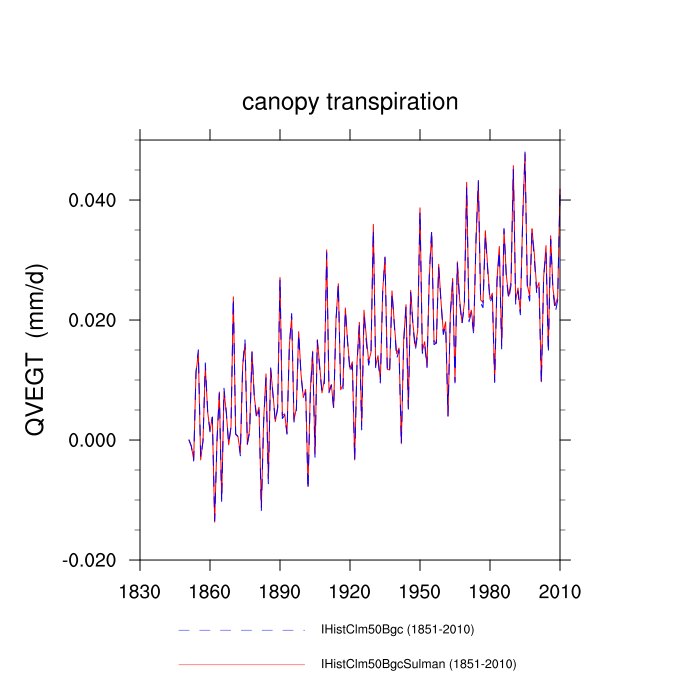 canopy transpiration
QVEGT (mm/d)
0.040
0.020
0.000
-0.020
1830 1860 1890 1920 1950 1980 2010
IHistClm50Bgc (1851-2010)
IHistClm50BgcSulman (1851-2010)